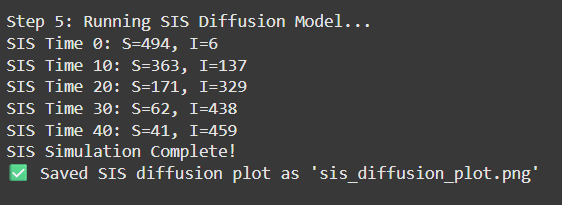 Step 5: Running SIS Diffusion Model...
SIS Time 0: S=494, I=6
SIS Time 10: S=363, I=137
SIS Time 20: S=171, I=329
SIS Time 30: S=62, I=438
SIS Time 40: S=41, I=459
SIS Simulation Complete!
✅ Saved SIS diffusion plot as 'sis_diffusion_plot.png'